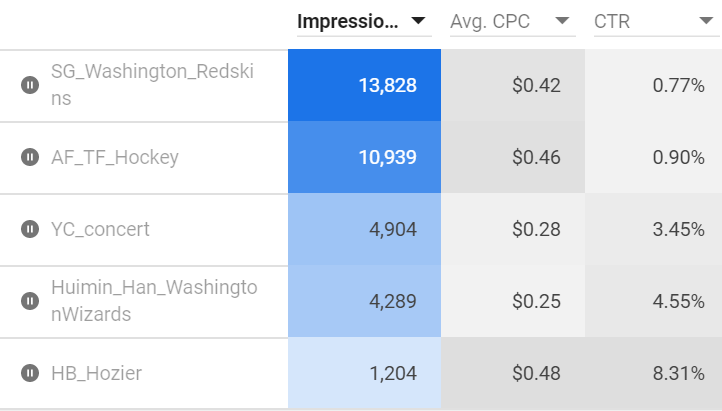 Impressio... Avg. CPC CTR
SG_Washington_Redski
ns
13,828 $0.42 0.77%
AF_TF_Hockey 10,939 $0.46 0.90%
YC_concert 4,904 $0.28 3.45%
Huimin_Han_Washingto
nWizards
4,289 $0.25 4.55%
HB_Hozier 1,204 $0.48 8.31%